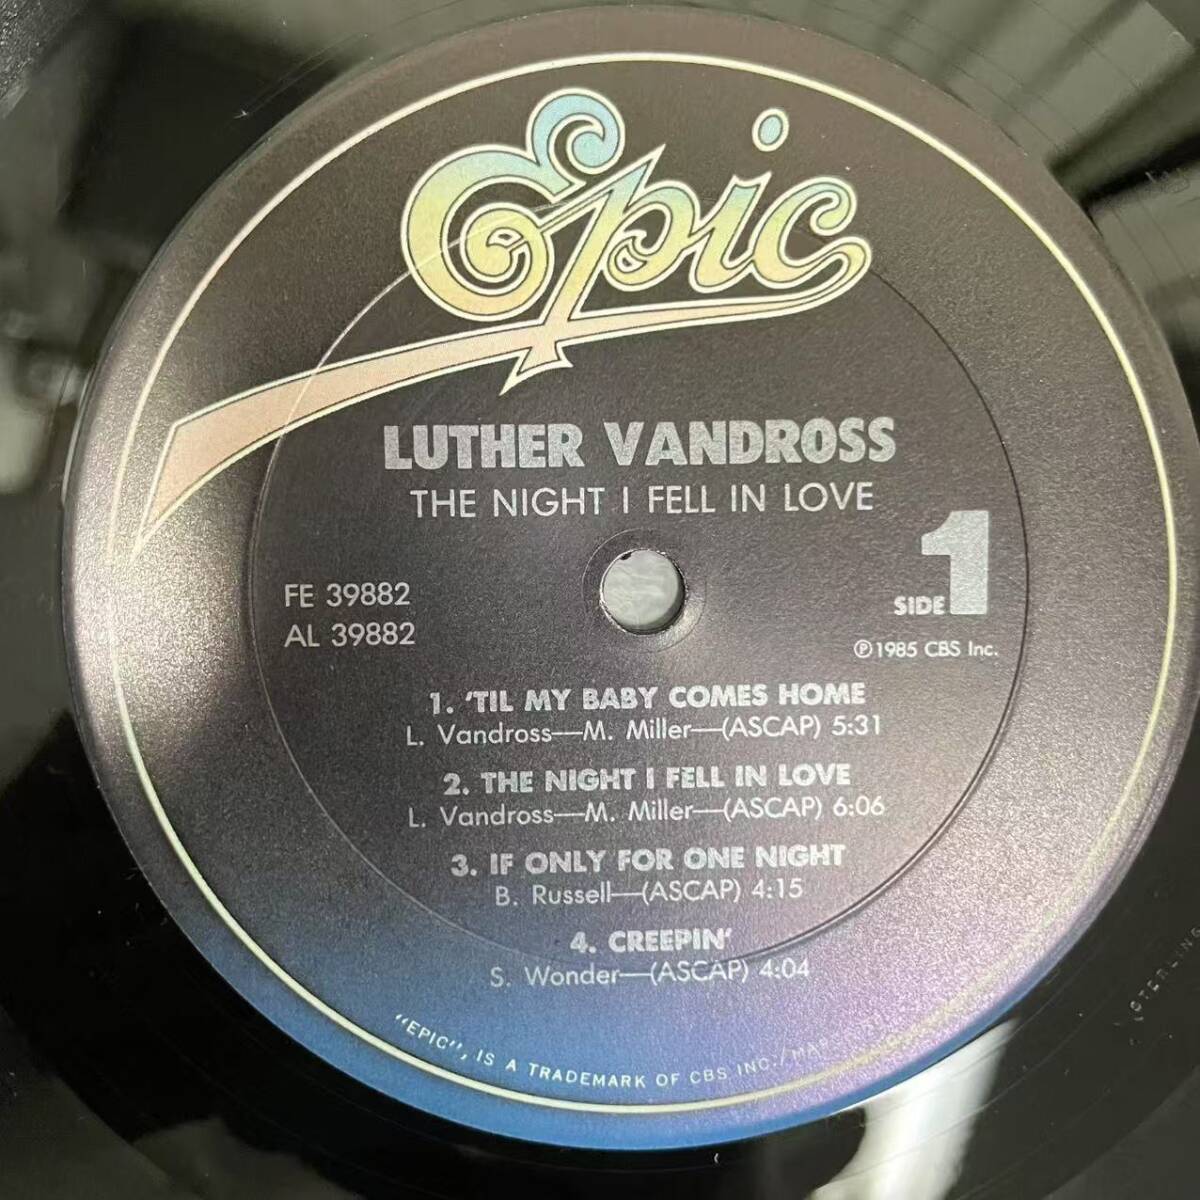 Epic
LUTHER VANDROSS
THE NIGHT I FELL IN LOVE
FE 39882
AL 39882
SIDE 1
℗ 1985 CBS Inc.
1. 'TIL MY BABY COMES HOME
L. Vandross—M. Miller—(ASCAP) 5:31
2. THE NIGHT I FELL IN LOVE
L. Vandross—M. Miller—(ASCAP) 6:06
3. IF ONLY FOR ONE NIGHT
B. Russell—(ASCAP) 4:15
4. CREEPIN'
S. Wonder—(ASCAP) 4:04
"EPIC", IS A TRADEMARK OF CBS INC./
STERLING